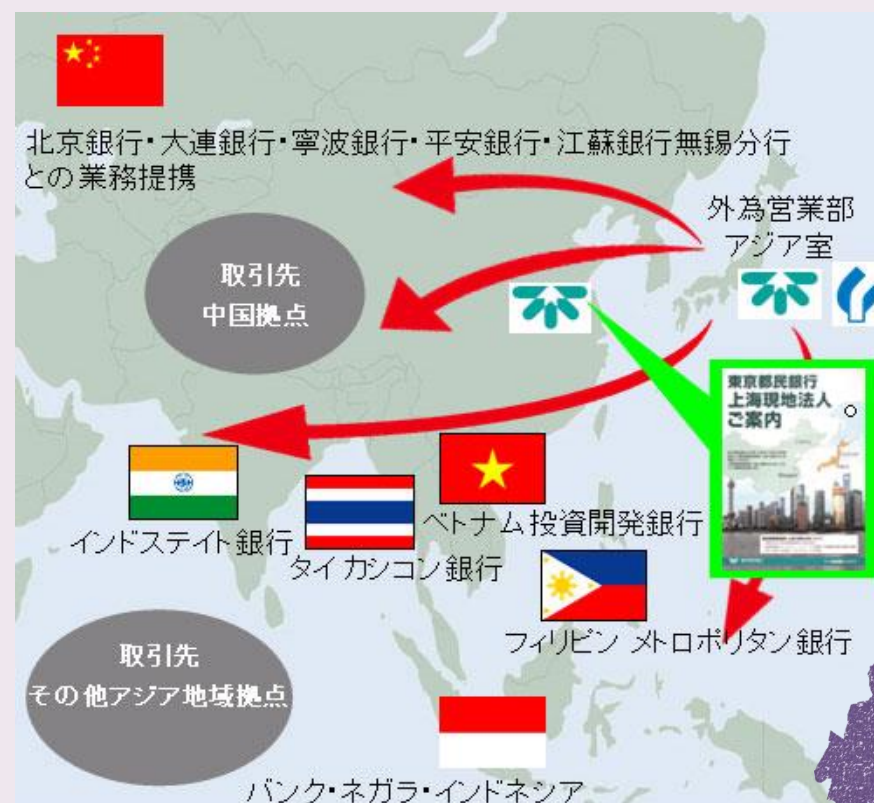 北京銀行・大連銀行・寧波銀行・平安銀行・江蘇銀行無錫分行
との業務提携
外為営業部
アジア室
取引先
中国拠点
東京都民銀行
上海現地法人
ご案内
インドステイト銀行
タイ カシコン銀行
ベトナム投資開発銀行
フィリピン メトロポリタン銀行
取引先
その他アジア地域拠点
バンク・ネガラ・インドネシア